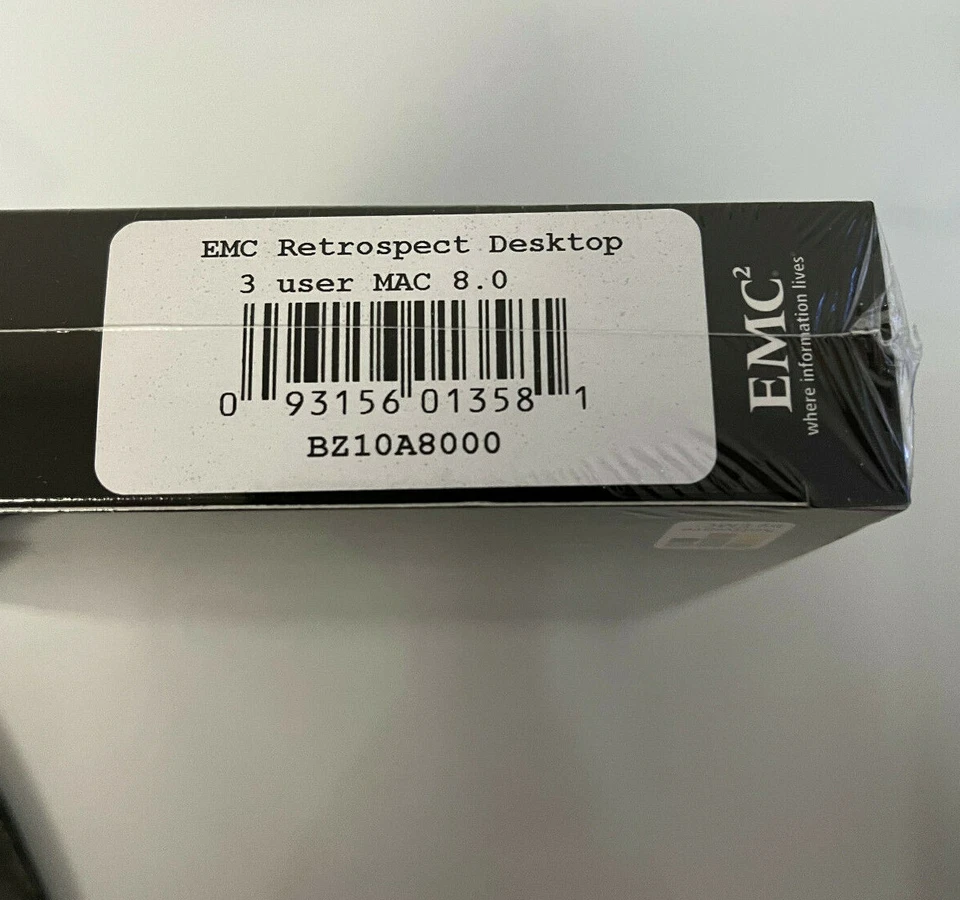 EMC Retrospect Desktop
3 user MAC 8.0
0 93156 01358 1
BZ10A8000
EMC²
where information lives®